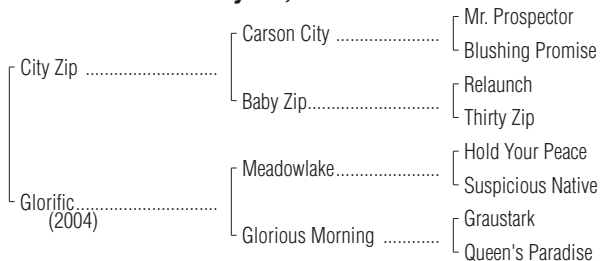 Mr. Prospector
Carson City ....................
Blushing Promise
City Zip .........................
Relaunch
Baby Zip.........................
Thirty Zip
Hold Your Peace
Meadowlake....................
Suspicious Native
Glorific...........................
(2004)
Graustark
Glorious Morning ...........
Queen's Paradise